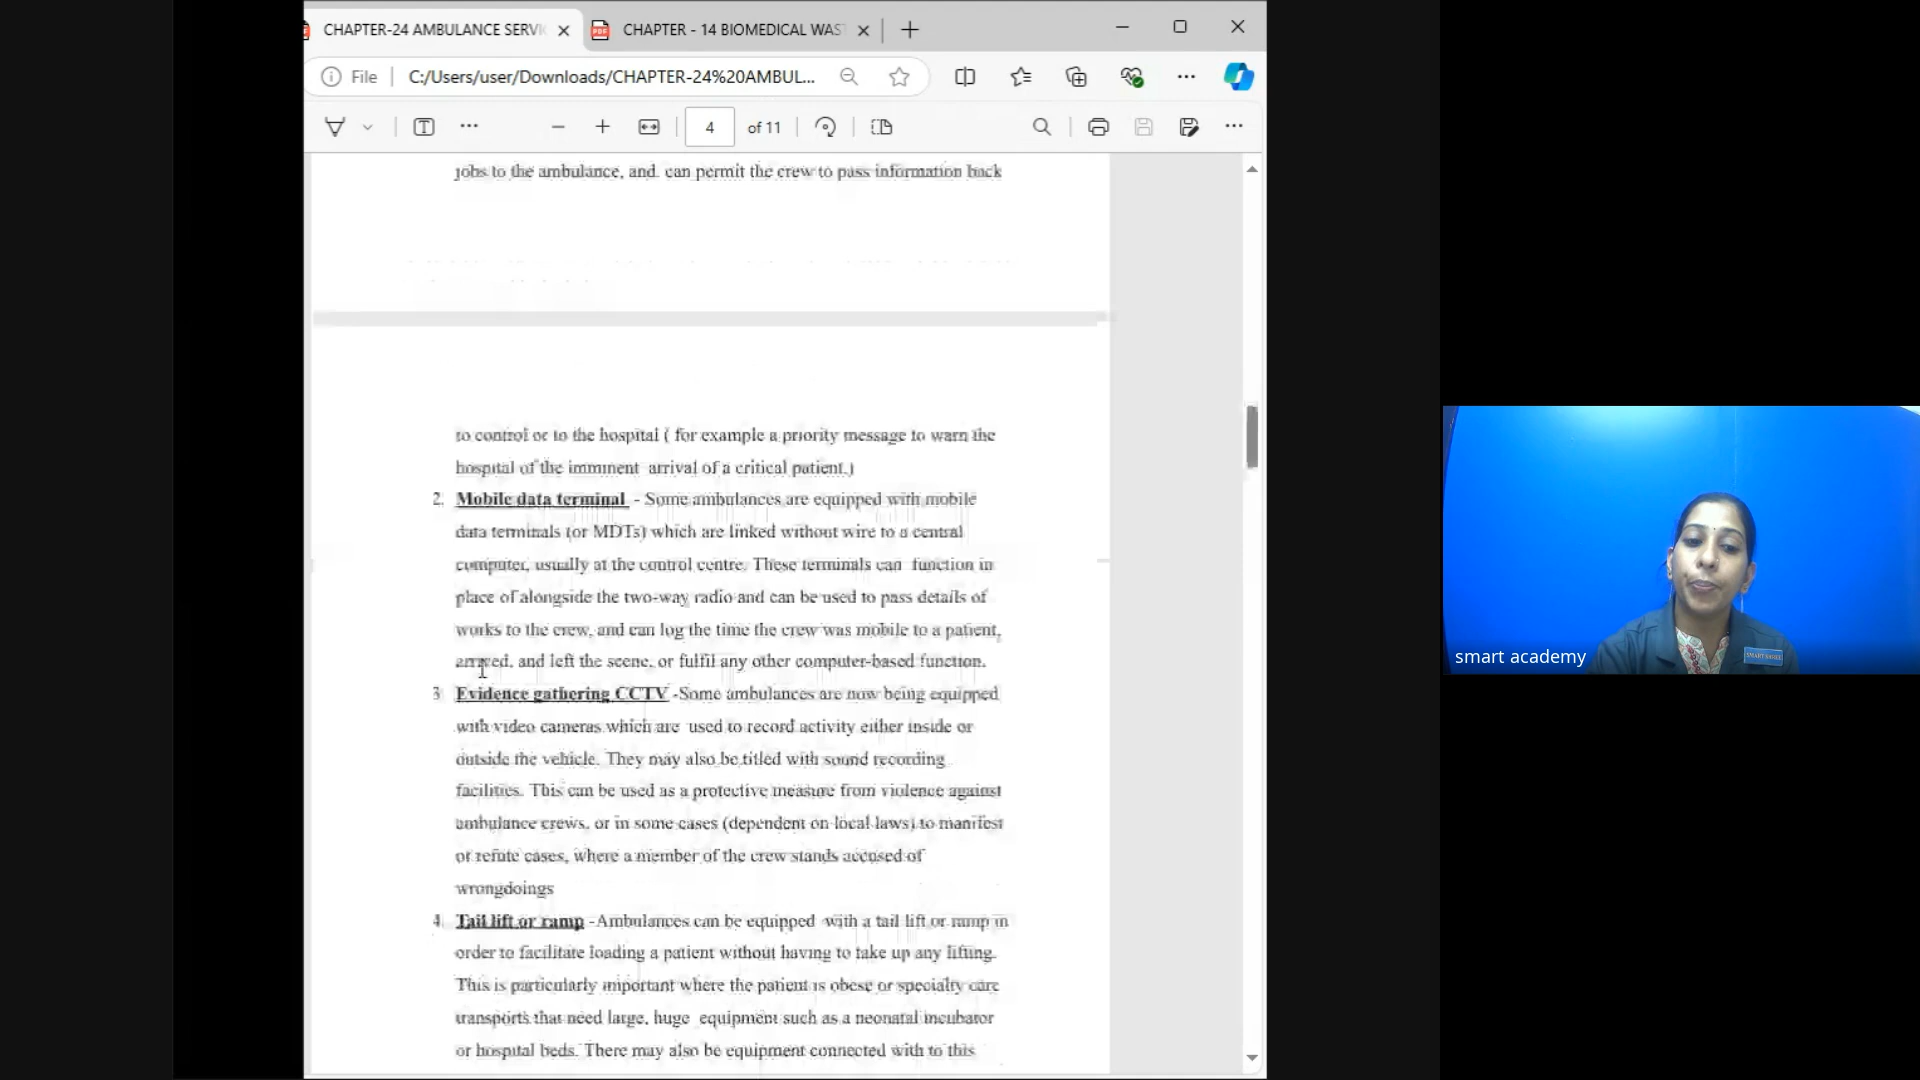 CHAPTER-24 AMBULANCE SERVI
CHAPTER - 14 BIOMEDICAL WAS
File
C:/Users/user/Downloads/CHAPTER-24%20AMBUL...
4 of 11
jobs to the ambulance, and can permit the crew to pass information back
to control or to the hospital ( for example a priority message to warn the
hospital of the imminent arrival of a critical patient.)
2. Mobile data terminal - Some ambulances are equipped with mobile
data terminals (or MDTs) which are linked without wire to a central
computer, usually at the control centre. These terminals can function in
place of alongside the two-way radio and can be used to pass details of
works to the crew, and can log the time the crew was mobile to a patient,
arrived, and left the scene, or fulfil any other computer-based function.
3 Evidence gathering CCTV -Some ambulances are now being equipped
with video cameras which are used to record activity either inside or
outside the vehicle. They may also be titled with sound recording
facilities. This can be used as a protective measure from violence against
ambulance crews, or in some cases (dependent on local laws) to manifest
or refute cases, where a member of the crew stands accused of
wrongdoings
4. Tail lift or ramp -Ambulances can be equipped with a tail lift or ramp in
order to facilitate loading a patient without having to take up any lifting.
This is particularly important where the patient is obese or specialty care
transports that need large, huge equipment such as a neonatal incubator
or hospital beds. There may also be equipment connected with to this
smart academy